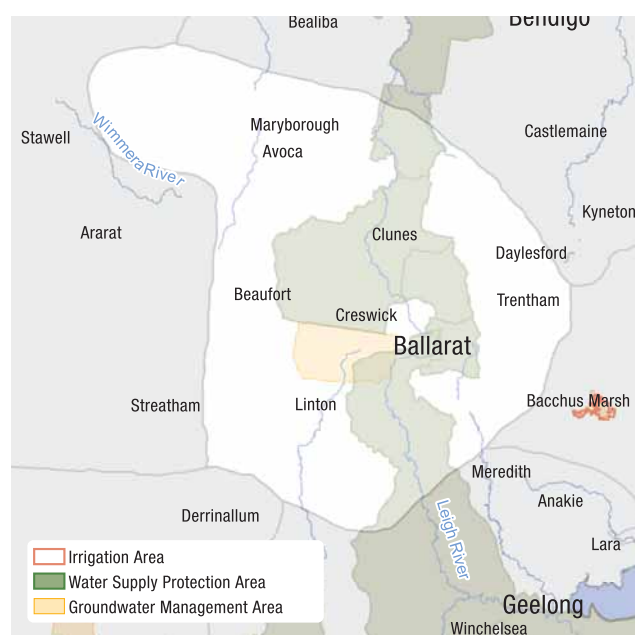 Bealiba
Bendigo
Maryborough
Castlemaine
Stawell
Wimmera River
Avoca
Kyneton
Ararat
Clunes
Daylesford
Beaufort
Trentham
Creswick
Ballarat
Streatham
Linton
Bacchus Marsh
Meredith
Anakie
Derrinallum
Leigh River
Lara
Irrigation Area
Water Supply Protection Area
Groundwater Management Area
Geelong
Winchelsea